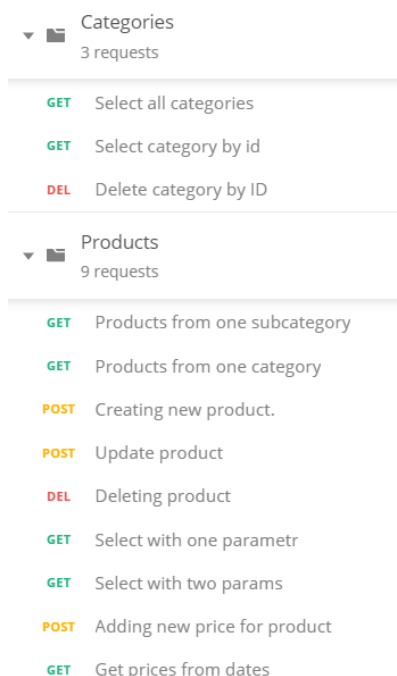 Categories
3 requests
GET Select all categories
GET Select category by id
DEL Delete category by ID
Products
9 requests
GET Products from one subcategory
GET Products from one category
POST Creating new product.
POST Update product
DEL Deleting product
GET Select with one parametr
GET Select with two params
POST Adding new price for product
GET Get prices from dates